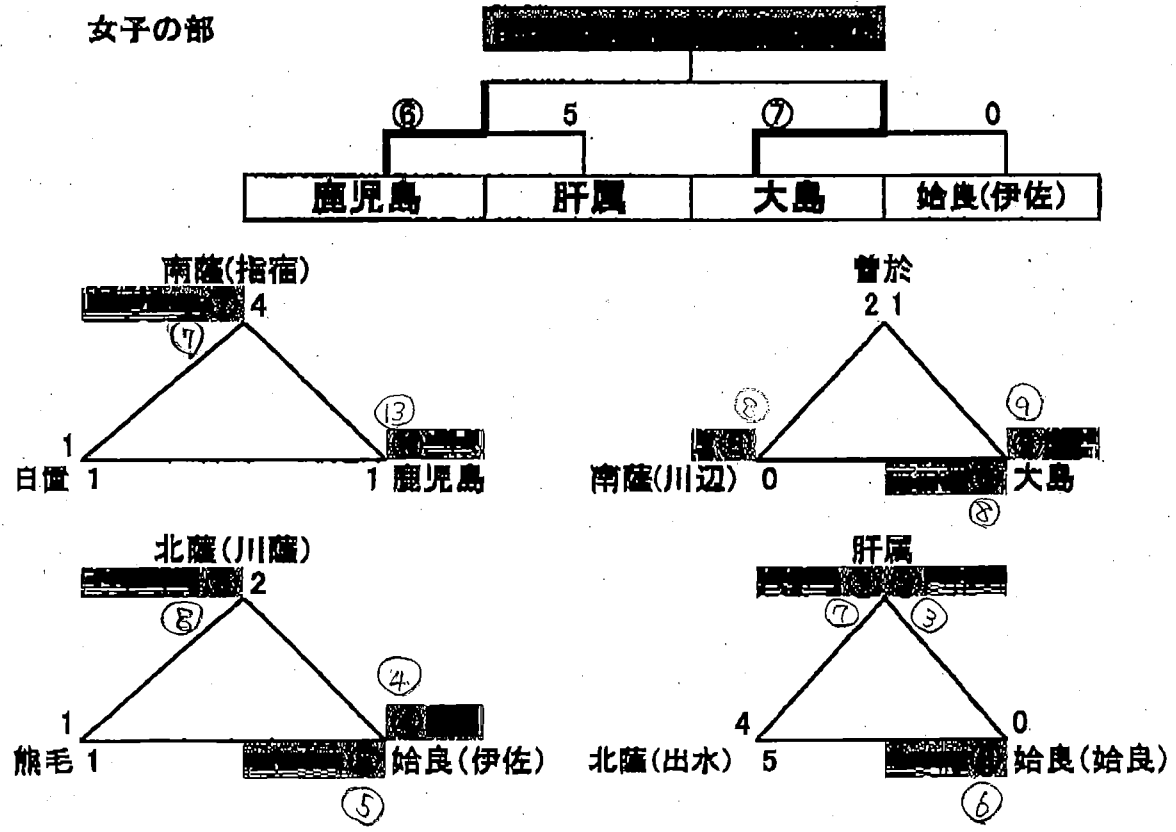 女子の部
⑥ 5 ⑦ 0
鹿児島 肝属 大島 姶良(伊佐)
南薩(指宿)
4
⑦
⑬
1
日置 1 1 鹿児島
曽於
2 1
⑧ ⑨
南薩(川辺) 0 大島
⑧
北薩(川薩)
2
⑧
④
1
熊毛 1 姶良(伊佐)
⑤
肝属
⑦ ③
4 0
北薩(出水) 5 姶良(姶良)
⑥